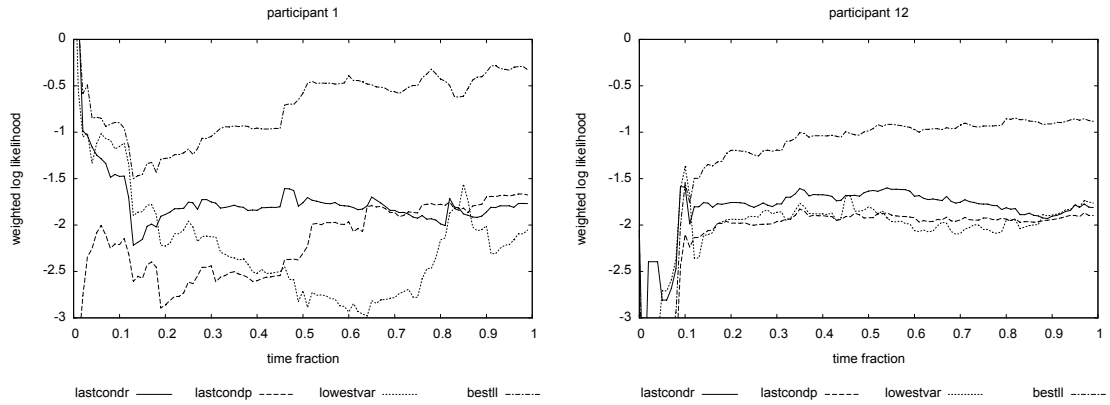 participant 1
0
-0.5
-1
-1.5
-2
-2.5
-3
weighted log likelihood
0 0.1 0.2 0.3 0.4 0.5 0.6 0.7 0.8 0.9 1
time fraction
lastcondr lastcondp lowestvar bestll
participant 12
0
-0.5
-1
-1.5
-2
-2.5
-3
weighted log likelihood
0 0.1 0.2 0.3 0.4 0.5 0.6 0.7 0.8 0.9 1
time fraction
lastcondr lastcondp lowestvar bestll